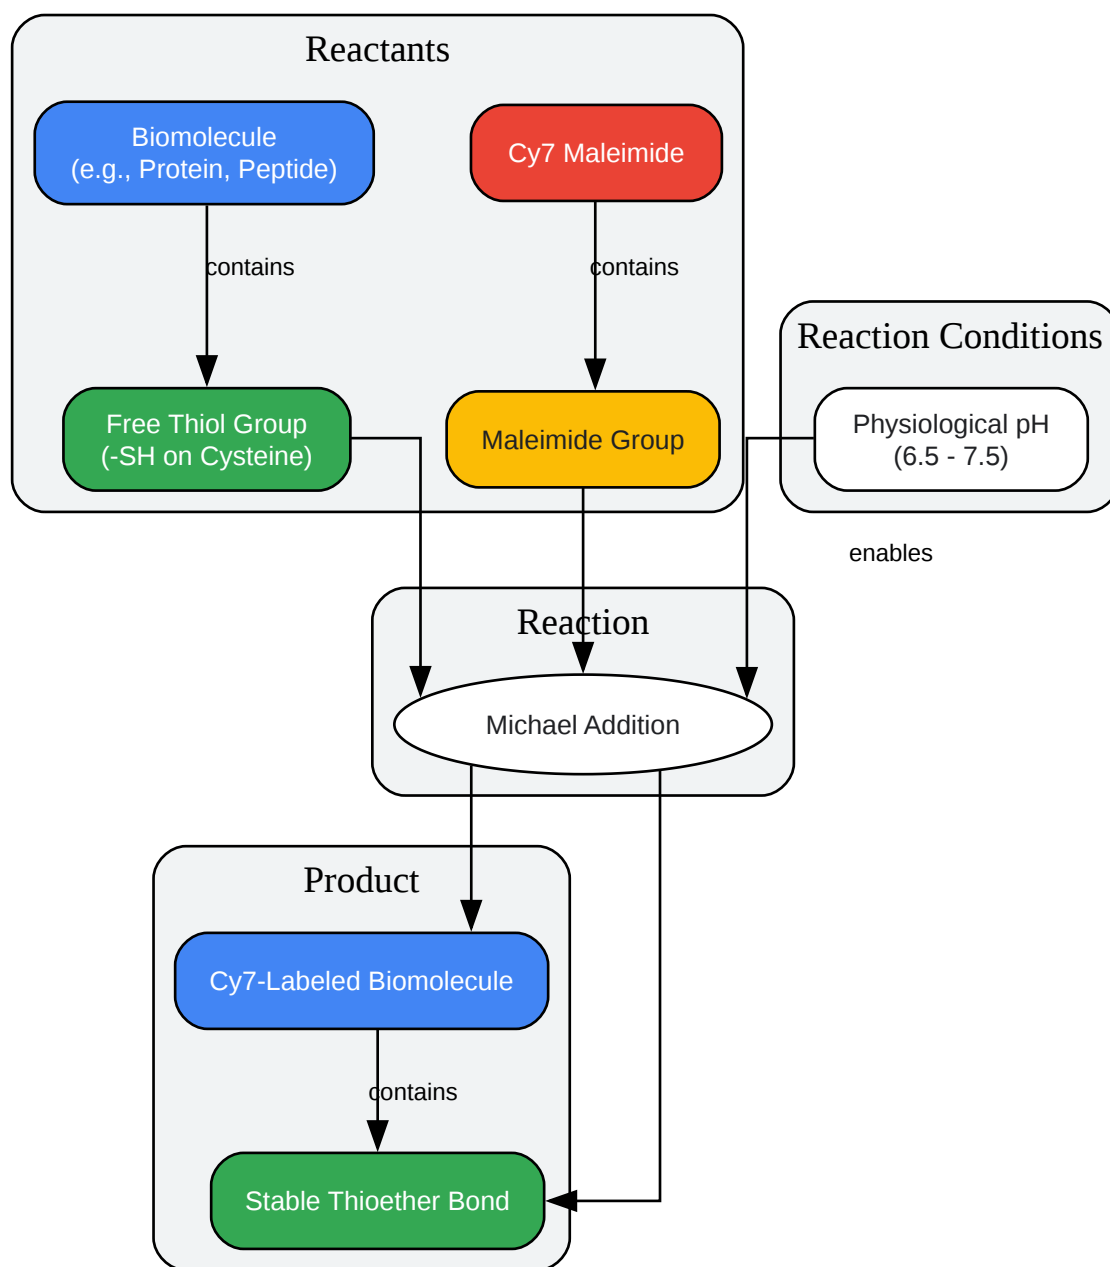 Reactants
Biomolecule
(e.g., Protein, Peptide)
Cy7 Maleimide
contains
contains
Reaction Conditions
Free Thiol Group
(-SH on Cysteine)
Maleimide Group
Physiological pH
(6.5 - 7.5)
enables
Reaction
Michael Addition
Product
Cy7-Labeled Biomolecule
contains
Stable Thioether Bond